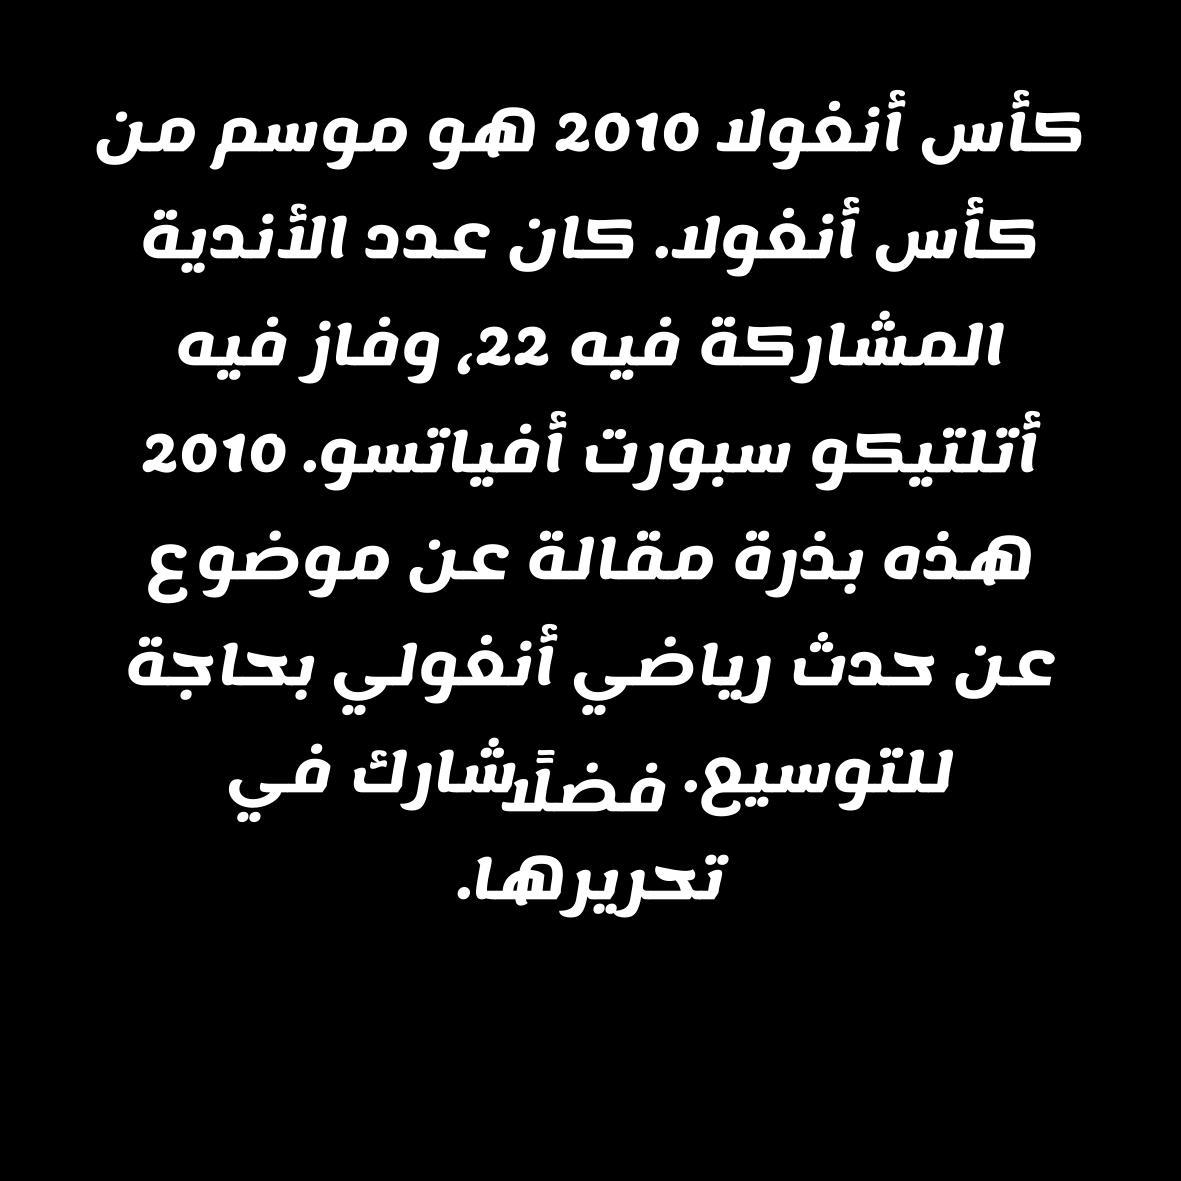 كأس أنغولا 2010 هو موسم من
كأس أنغولا. كان عدد الأندية
المشاركة فيه 22، وفاز فيه
أتلتيكو سبورت أفياتسو. 2010
هذه بذرة مقالة عن موضوع
عن حدث رياضي أنغولي بحاجة
للتوسيع. فضلًا شارك في
تحريرها.